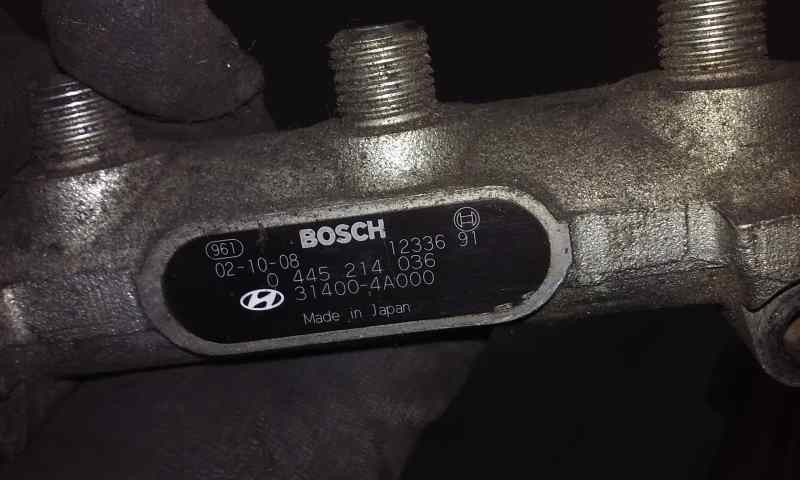 BOSCH
961
02-10-08 12336 91
0 445 214 036
31400-4A000
Made in Japan